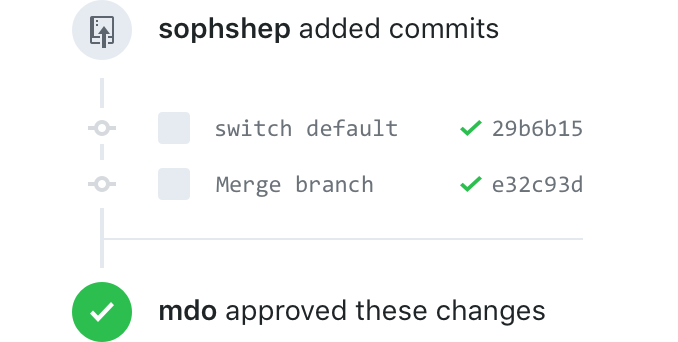 sophshep added commits
switch default 29b6b15
Merge branch e32c93d
mdo approved these changes